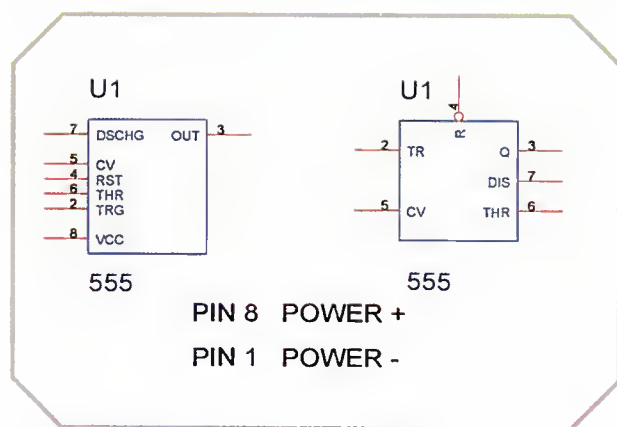 U1
7 DSCHG OUT 3
5 CV
4 RST
6 THR
2 TRG
8 VCC
555
U1
4
R
2 TR Q 3
DIS 7
5 CV THR 6
555
PIN 8 POWER +
PIN 1 POWER -